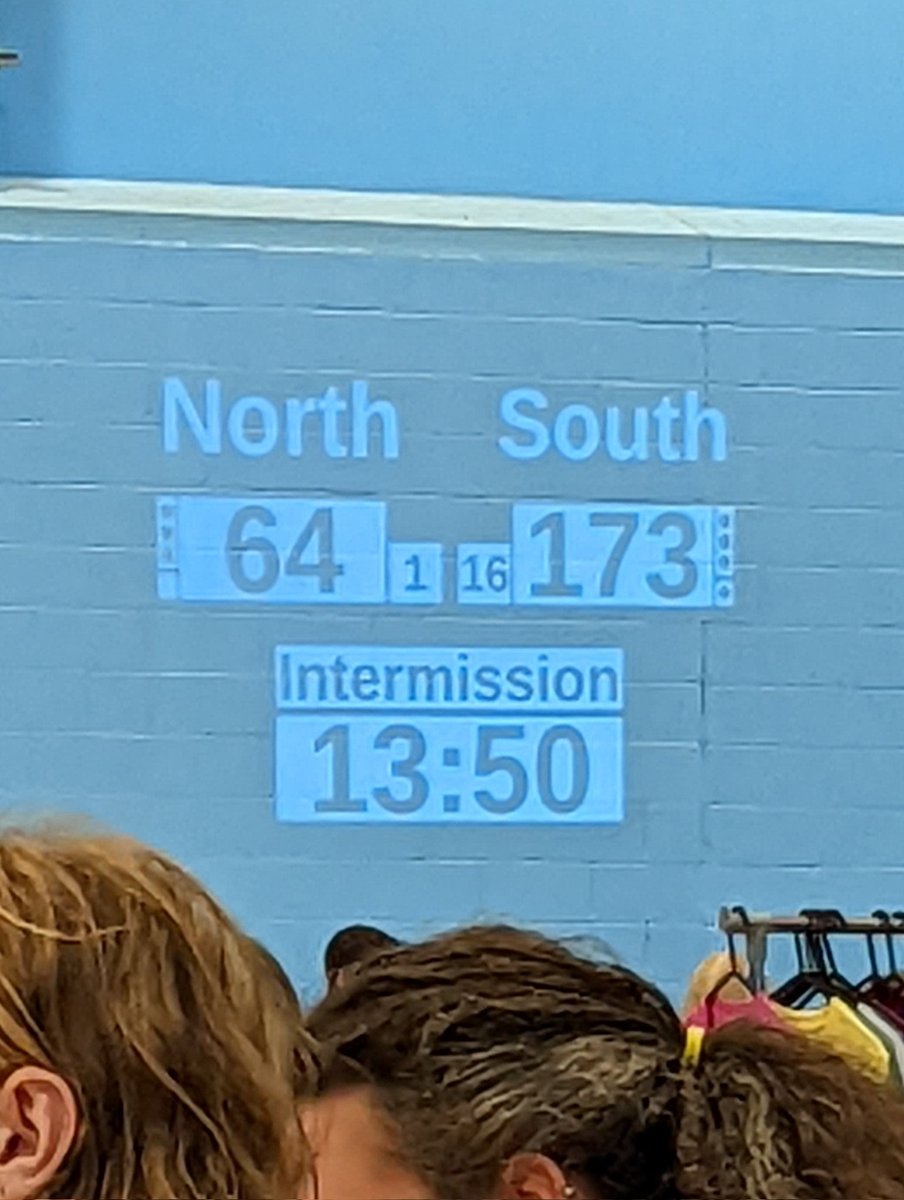 North South
64 1 16 173
Intermission
13:50